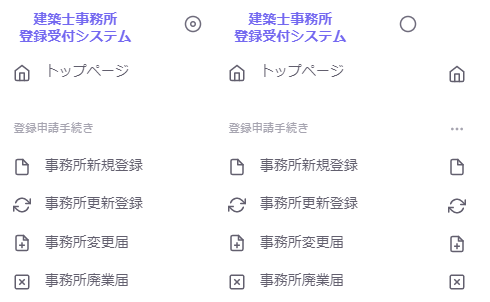 建築士事務所
登録受付システム
トップページ
登録申請手続き
事務所新規登録
事務所更新登録
事務所変更届
事務所廃業届
建築士事務所
登録受付システム
トップページ
登録申請手続き
事務所新規登録
事務所更新登録
事務所変更届
事務所廃業届